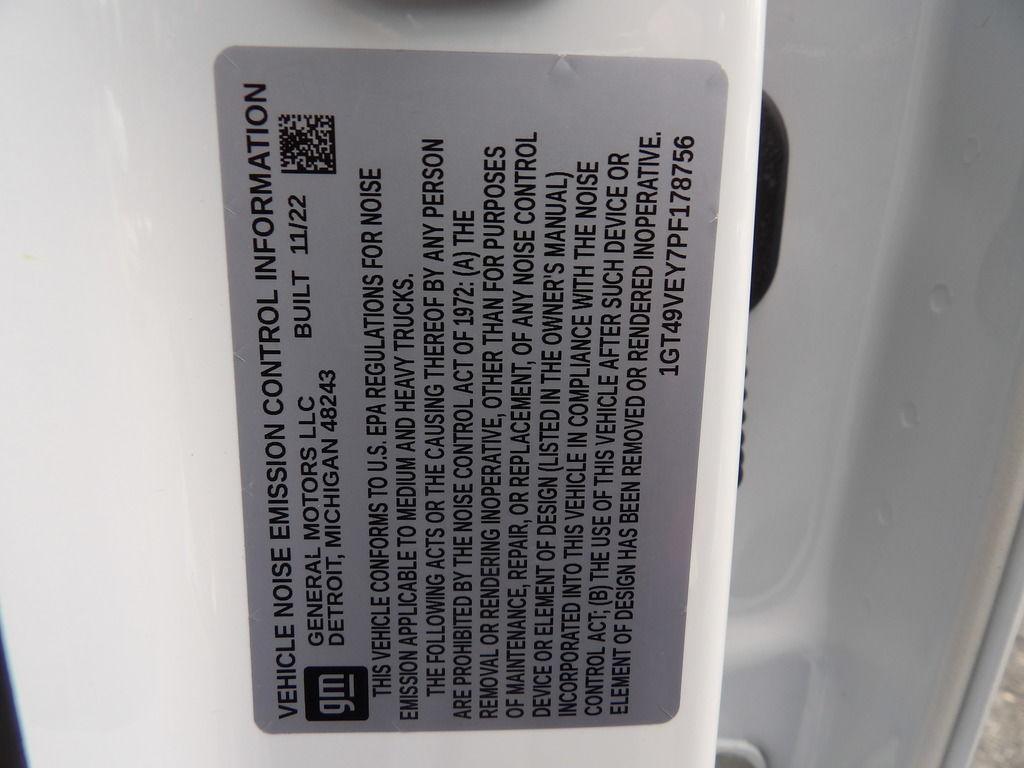 VEHICLE NOISE EMISSION CONTROL INFORMATION
gm
GENERAL MOTORS LLC
DETROIT, MICHIGAN 48243 BUILT 11/22
THIS VEHICLE CONFORMS TO U.S. EPA REGULATIONS FOR NOISE
EMISSION APPLICABLE TO MEDIUM AND HEAVY TRUCKS.
THE FOLLOWING ACTS OR THE CAUSING THEREOF BY ANY PERSON
ARE PROHIBITED BY THE NOISE CONTROL ACT OF 1972: (A) THE
REMOVAL OR RENDERING INOPERATIVE, OTHER THAN FOR PURPOSES
OF MAINTENANCE, REPAIR, OR REPLACEMENT, OF ANY NOISE CONTROL
DEVICE OR ELEMENT OF DESIGN (LISTED IN THE OWNER'S MANUAL)
INCORPORATED INTO THIS VEHICLE IN COMPLIANCE WITH THE NOISE
CONTROL ACT; (B) THE USE OF THIS VEHICLE AFTER SUCH DEVICE OR
ELEMENT OF DESIGN HAS BEEN REMOVED OR RENDERED INOPERATIVE.
1GT49VEY7PF178756